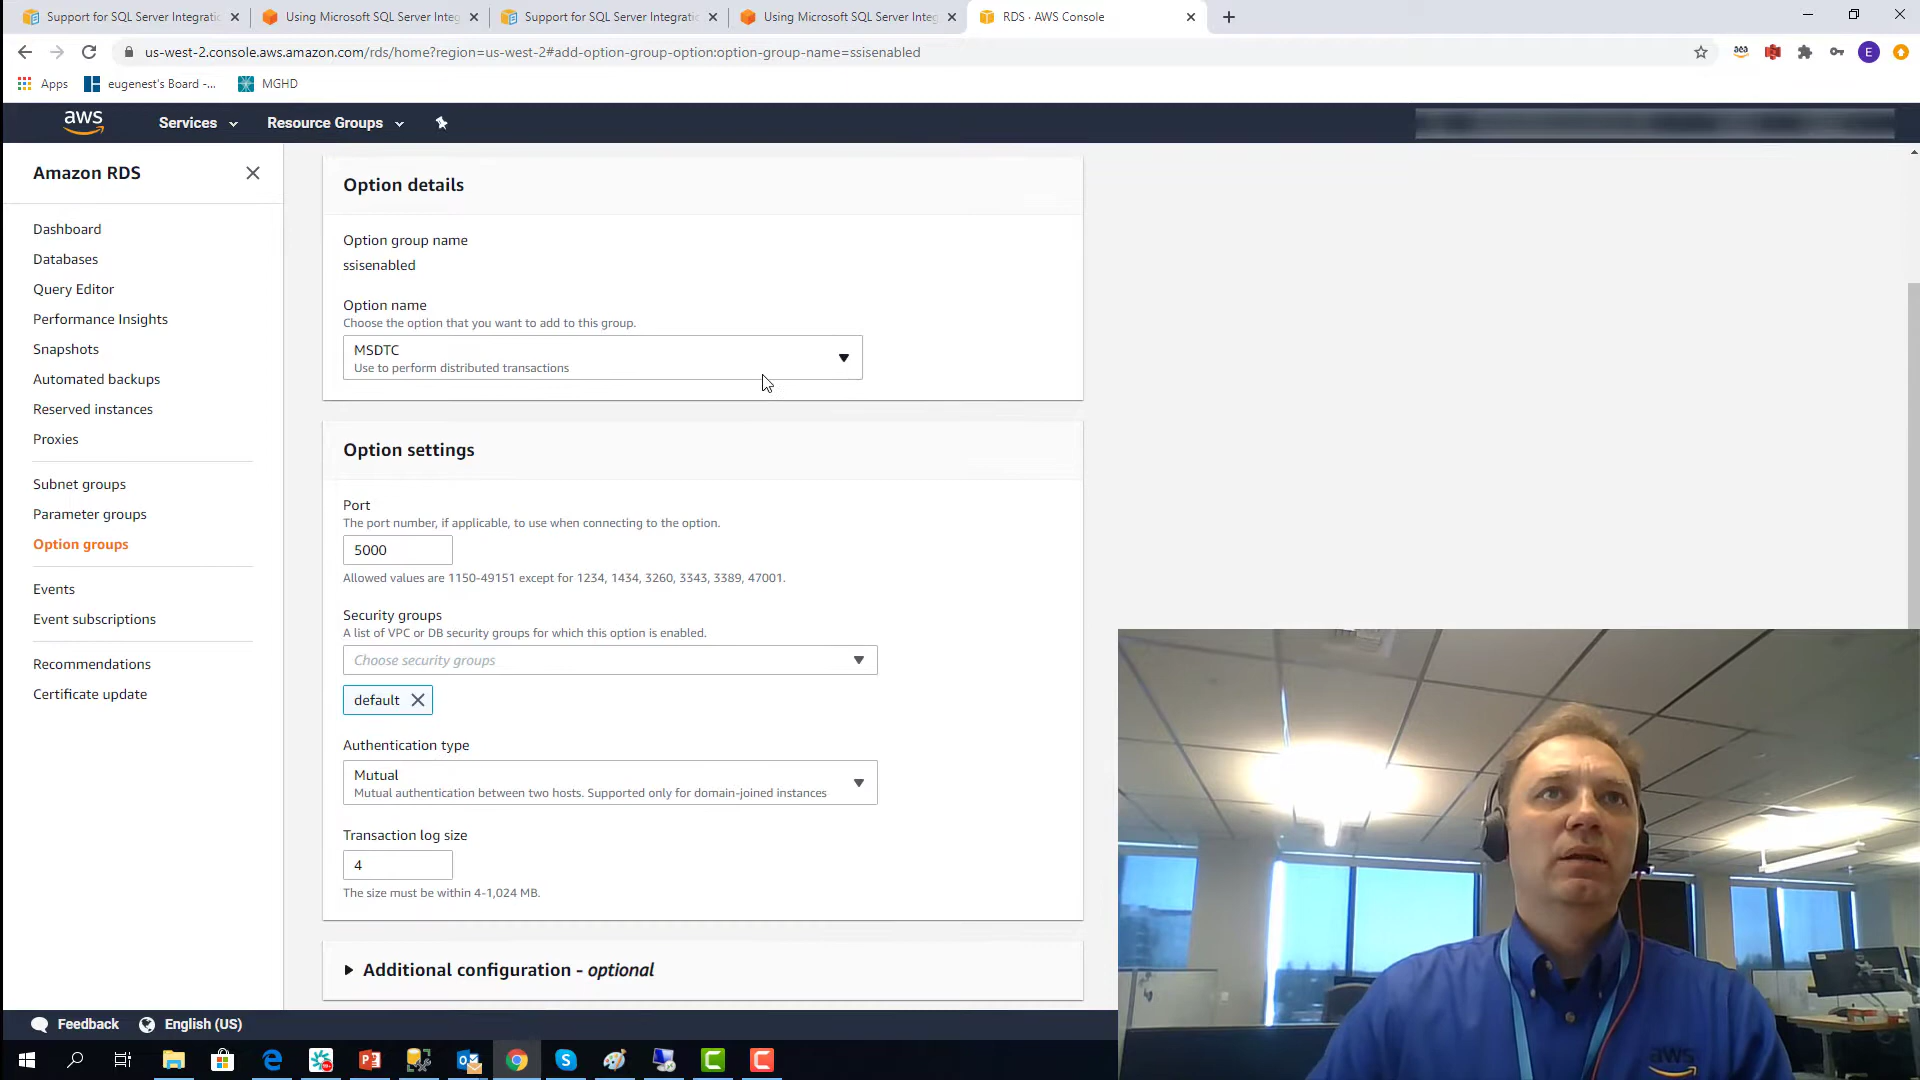 Support for SQL Server Integratio
Using Microsoft SQL Server Integ
Support for SQL Server Integratio
Using Microsoft SQL Server Integ
RDS · AWS Console
us-west-2.console.aws.amazon.com/rds/home?region=us-west-2#add-option-group-option:option-group-name=ssisenabled
E
Apps
eugenest's Board -...
MGHD
aws
Services
Resource Groups
Amazon RDS
Dashboard
Databases
Query Editor
Performance Insights
Snapshots
Automated backups
Reserved instances
Proxies
Subnet groups
Parameter groups
Option groups
Events
Event subscriptions
Recommendations
Certificate update
Option details
Option group name
ssisenabled
Option name
Choose the option that you want to add to this group.
MSDTC
Use to perform distributed transactions
Option settings
Port
The port number, if applicable, to use when connecting to the option.
5000
Allowed values are 1150-49151 except for 1234, 1434, 3260, 3343, 3389, 47001.
Security groups
A list of VPC or DB security groups for which this option is enabled.
Choose security groups
default
Authentication type
Mutual
Mutual authentication between two hosts. Supported only for domain-joined instances
Transaction log size
4
The size must be within 4-1,024 MB.
Additional configuration - optional
Feedback
English (US)
aws